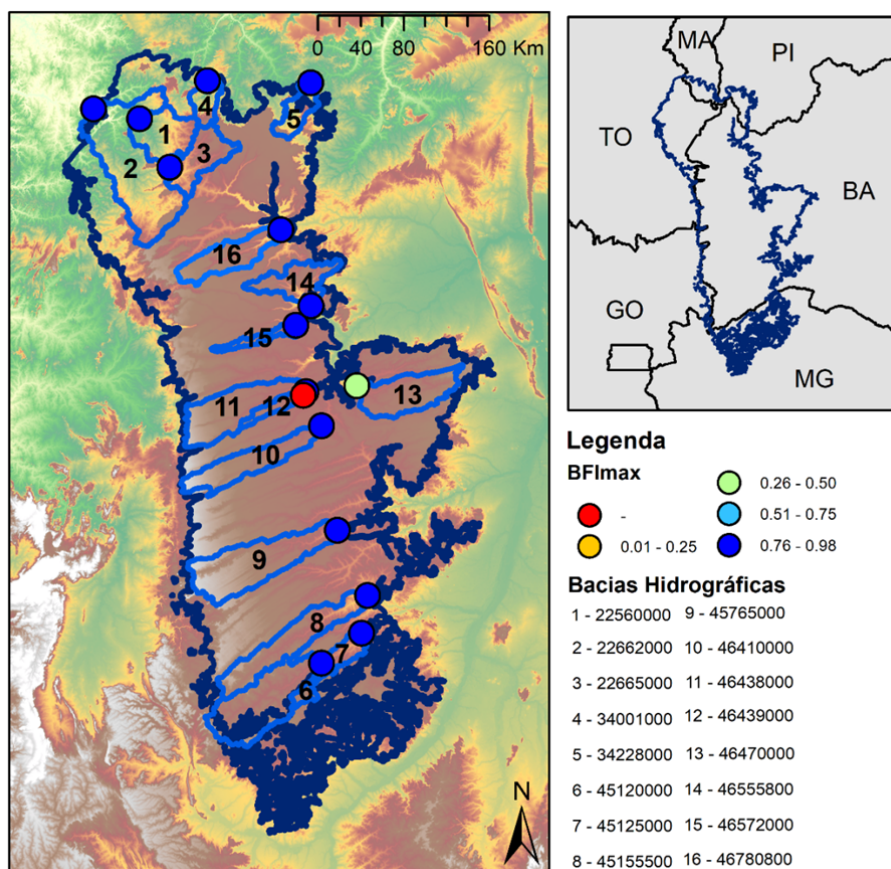 0 40 80 160 Km
4
1
5
3
2
16
14
15
11
12
13
10
9
8
7
6
N
MA
PI
TO
BA
GO
MG
Legenda
BFImax
-
0.01 - 0.25
0.26 - 0.50
0.51 - 0.75
0.76 - 0.98
Bacias Hidrográficas
1 - 22560000 9 - 45765000
2 - 22662000 10 - 46410000
3 - 22665000 11 - 46438000
4 - 34001000 12 - 46439000
5 - 34228000 13 - 46470000
6 - 45120000 14 - 46555800
7 - 45125000 15 - 46572000
8 - 45155500 16 - 46780800